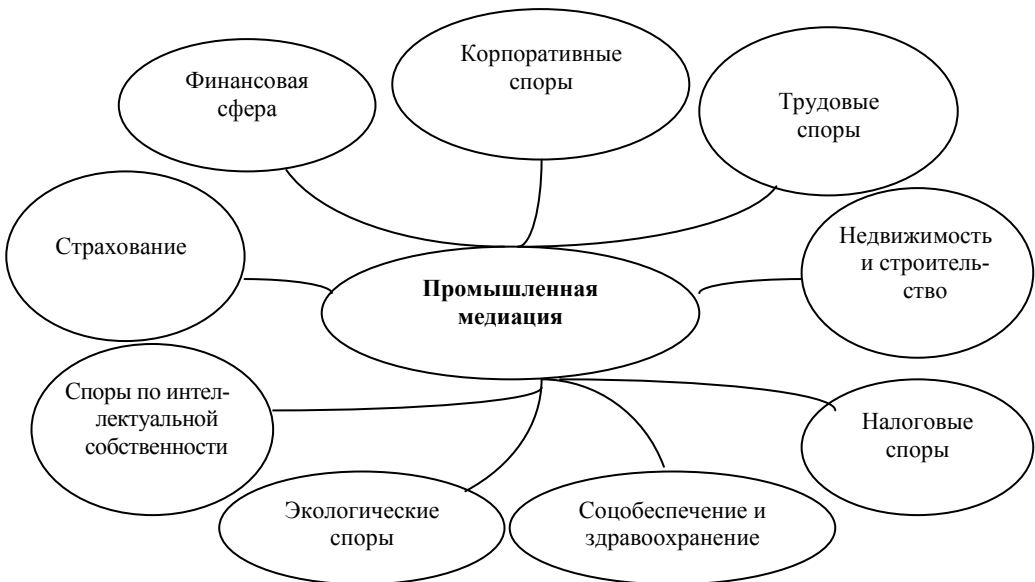 Финансовая
сфера
Корпоративные
споры
Трудовые
споры
Страхование
Недвижимость
и строитель-
ство
Промышленная
медиация
Споры по интел-
лектуальной
собственности
Налоговые
споры
Экологические
споры
Соцобеспечение и
здравоохранение